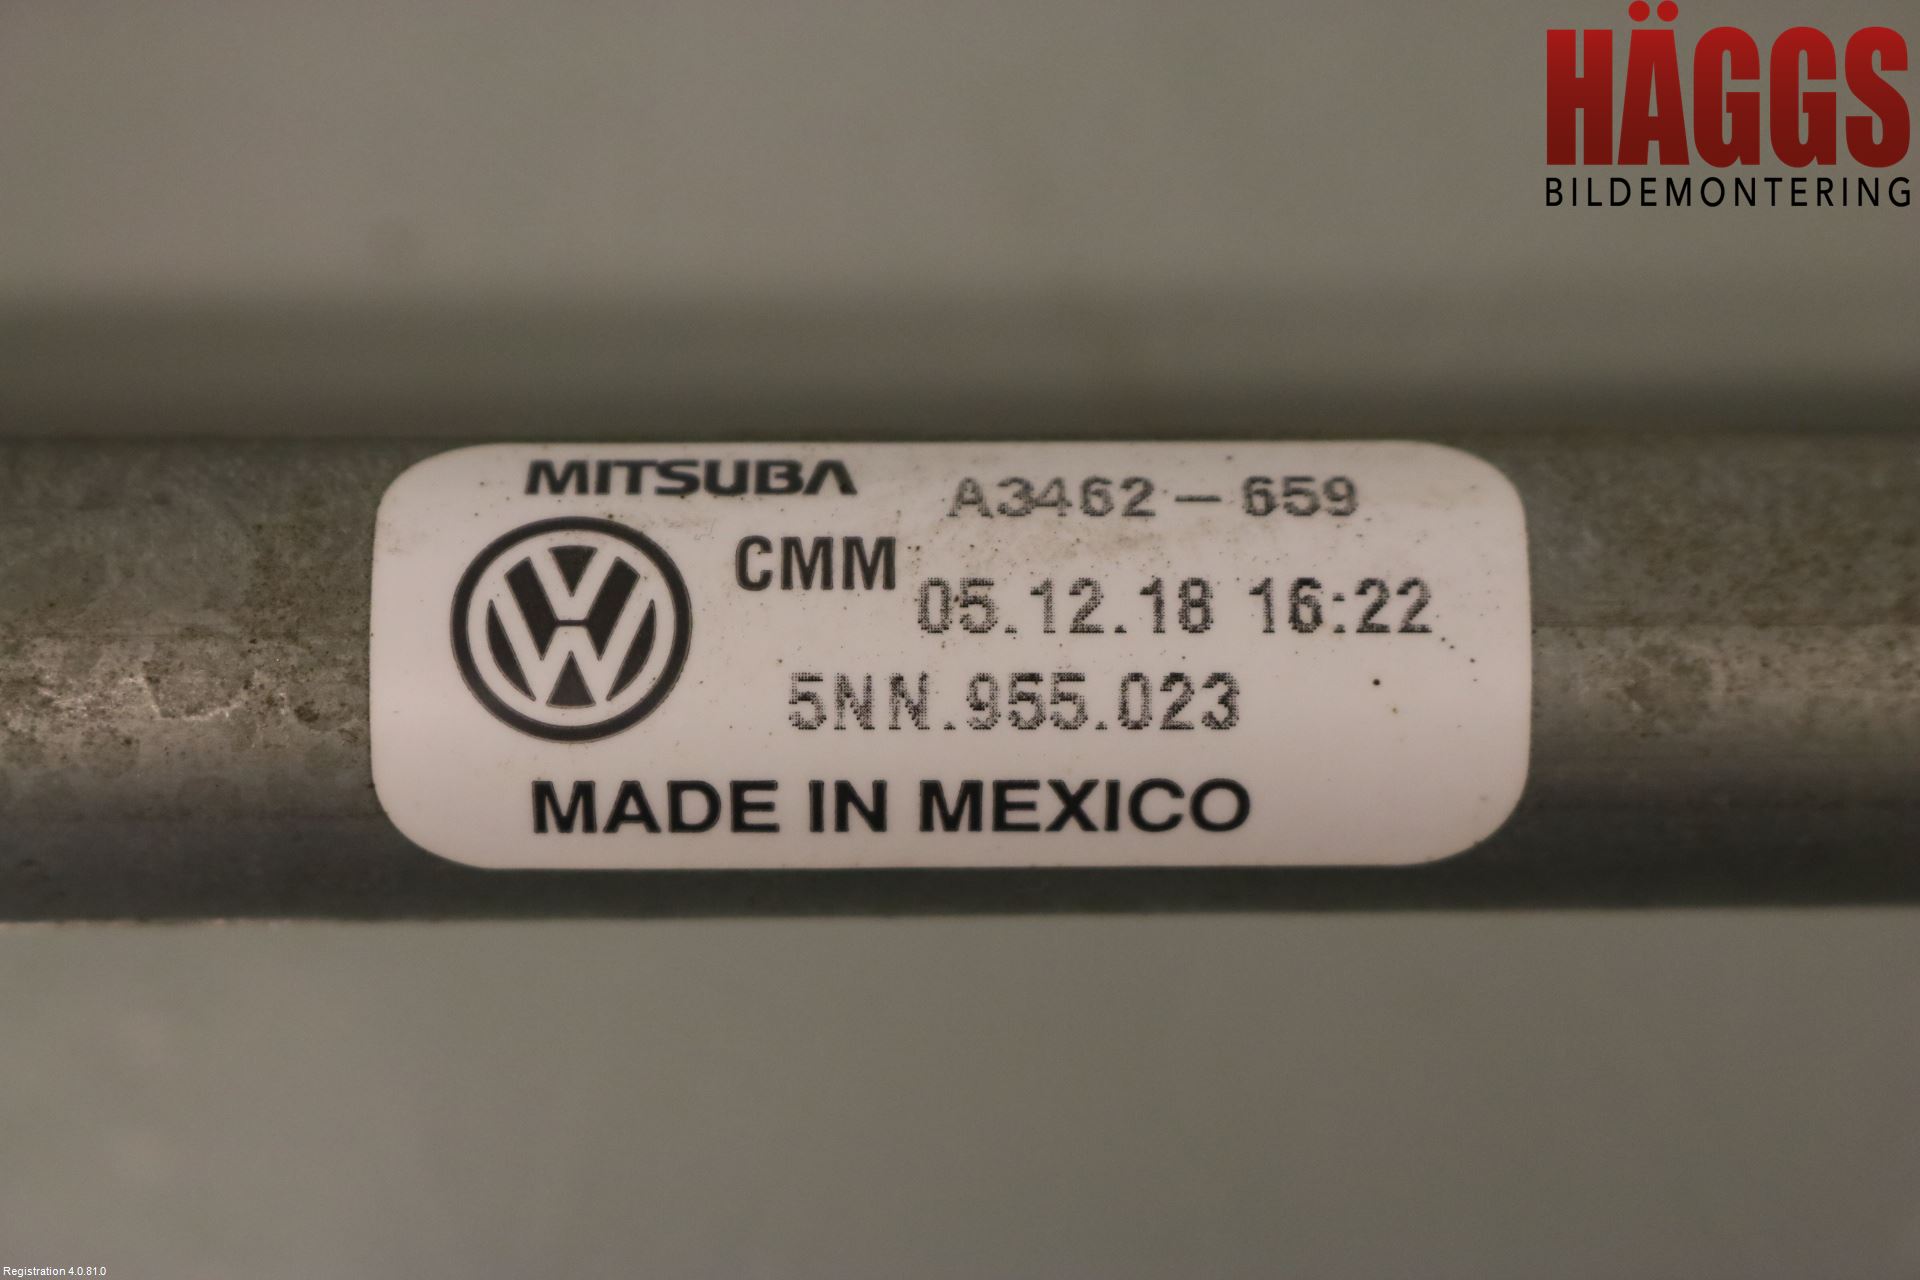 HÄGGS
BILDEMONTERING
MITSUBA A3462-659
CMM
05.12.18 16:22
5NN.955.023
MADE IN MEXICO
Registration 4.0.81.0